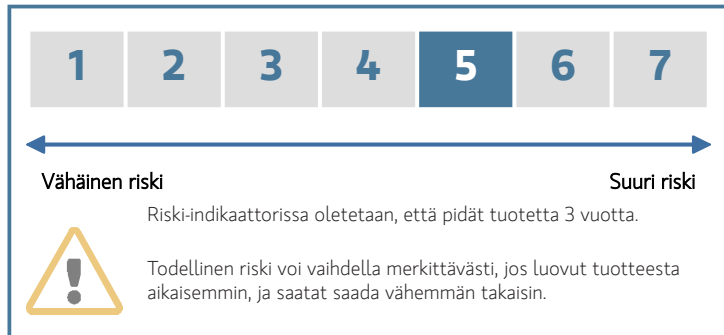 1 2 3 4 5 6 7
Vähäinen riski Suuri riski
Riski-indikaattorissa oletetaan, että pidät tuotetta 3 vuotta.
Todellinen riski voi vaihdella merkittävästi, jos luovut tuotteesta
aikaisemmin, ja saatat saada vähemmän takaisin.